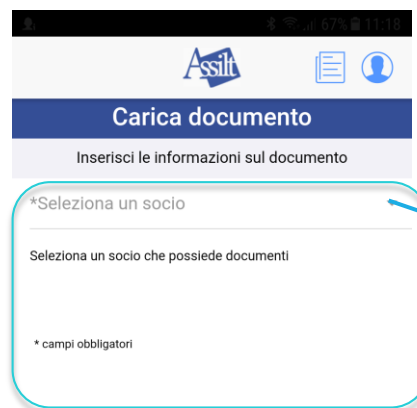 67% 11:18
Assilt
Carica documento
Inserisci le informazioni sul documento
*Seleziona un socio
Seleziona un socio che possiede documenti
* campi obbligatori